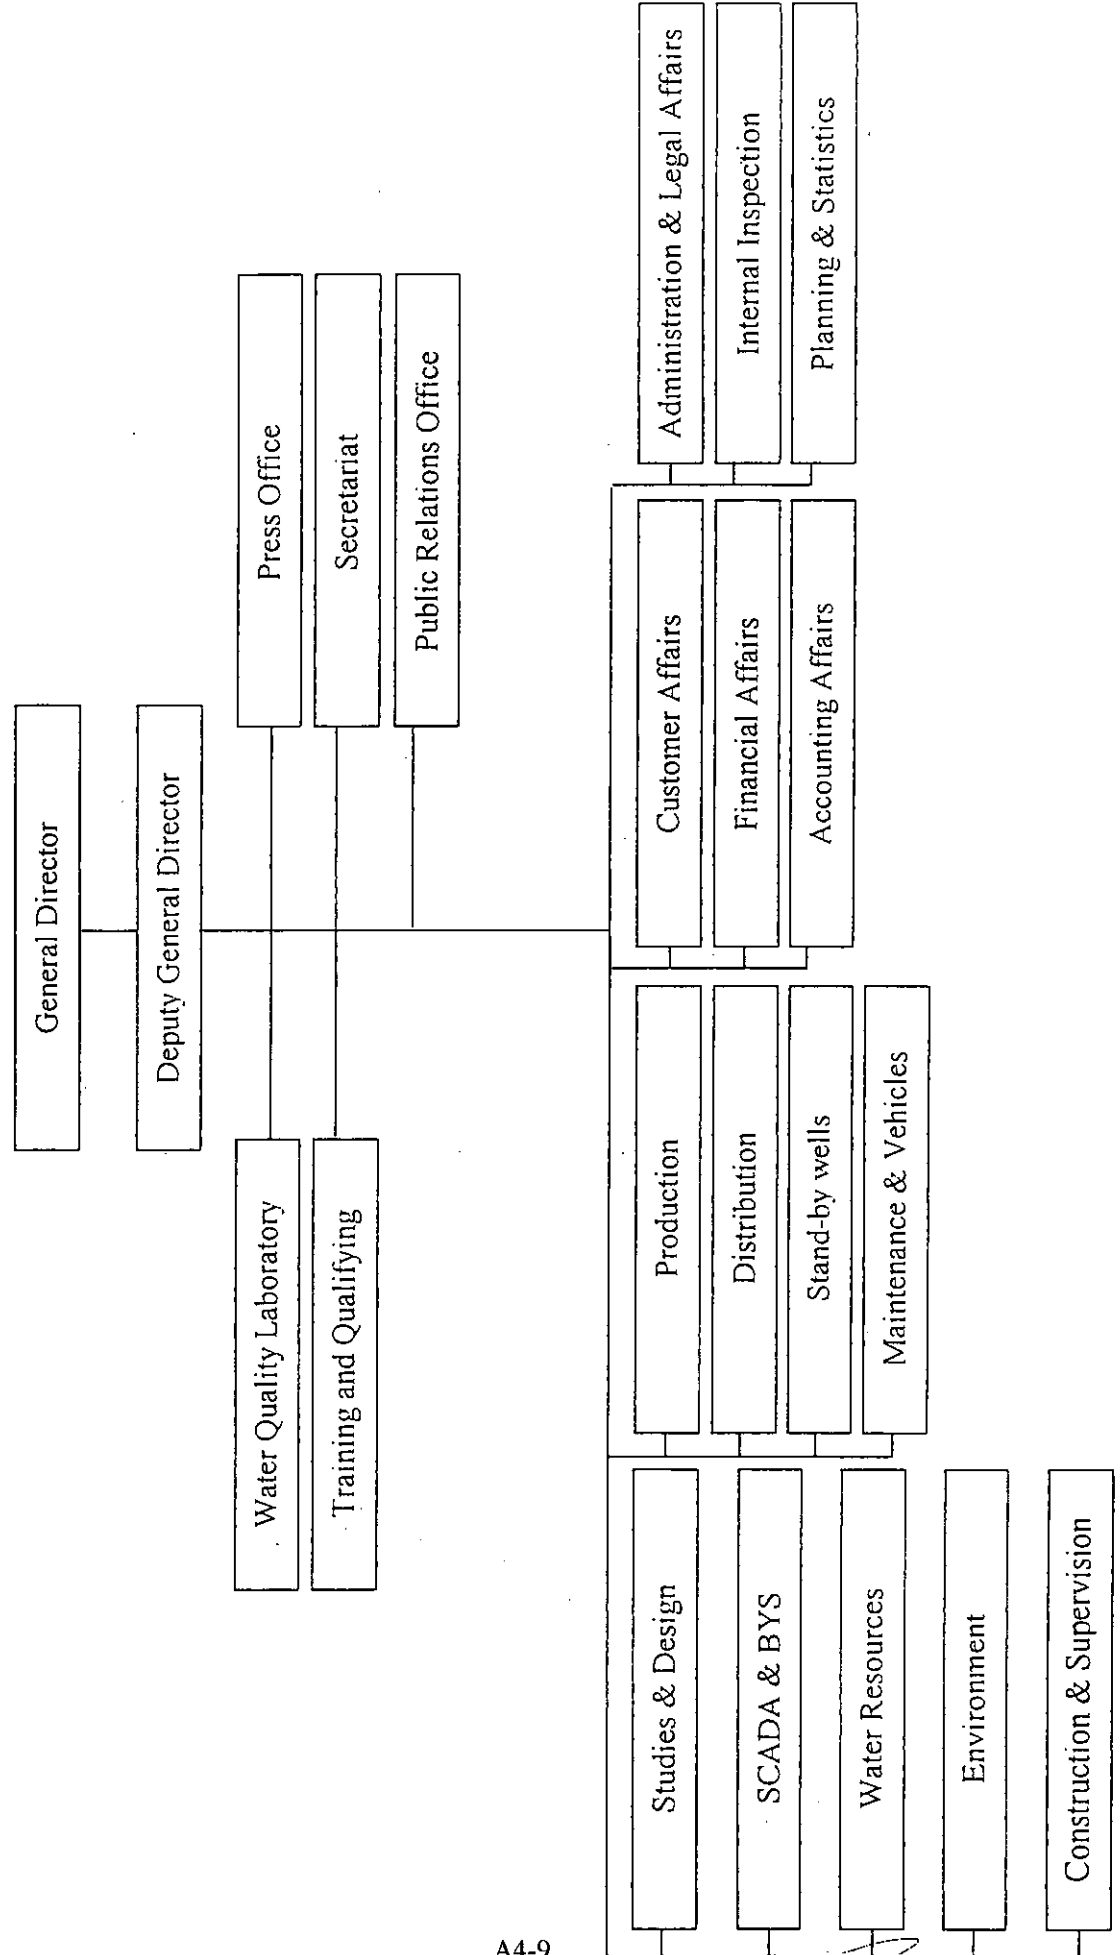 General Director
Deputy General Director
Water Quality Laboratory
Press Office
Training and Qualifying
Secretariat
Public Relations Office
Studies & Design
SCADA & BYS
Water Resources
Environment
Construction & Supervision
Production
Distribution
Stand-by wells
Maintenance & Vehicles
Customer Affairs
Financial Affairs
Accounting Affairs
Administration & Legal Affairs
Internal Inspection
Planning & Statistics
A4-9